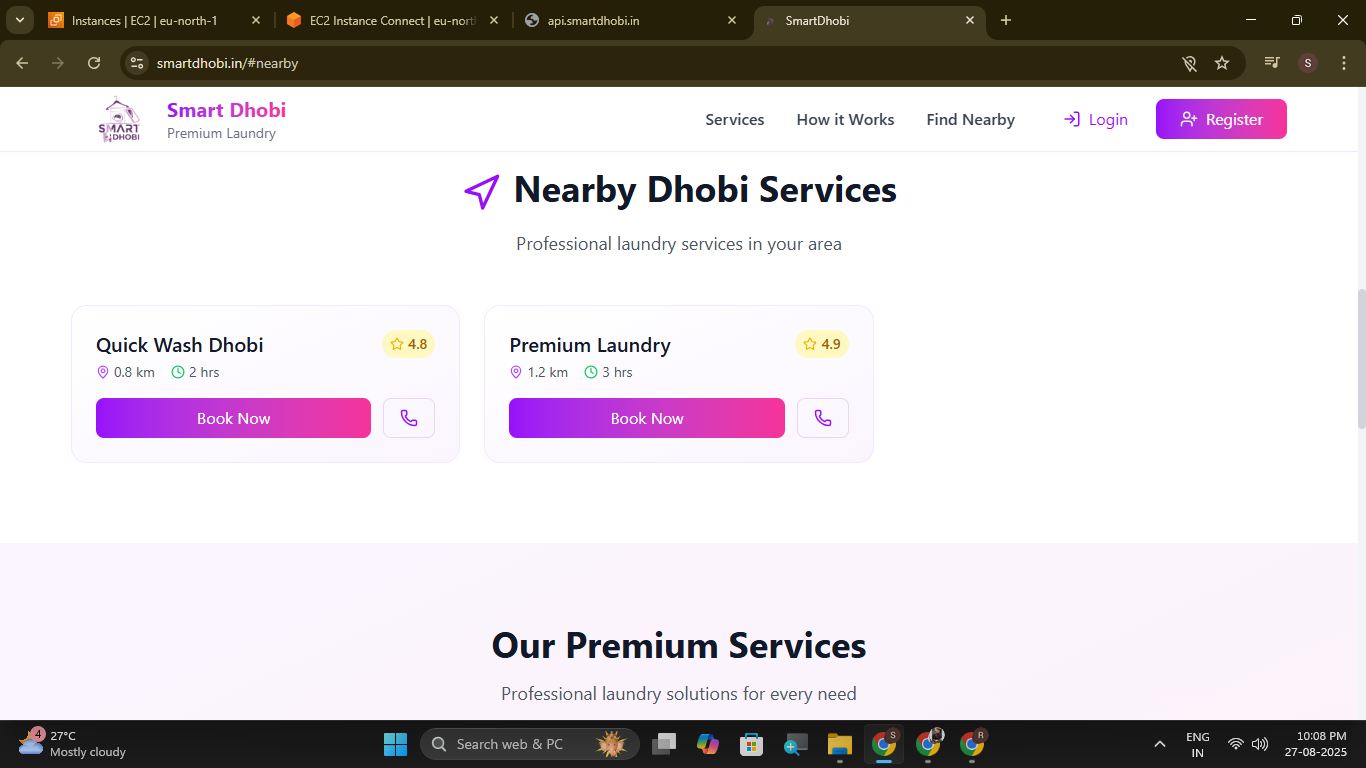 Instances | EC2 | eu-north-1
EC2 Instance Connect | eu-nort
api.smartdhobi.in
SmartDhobi
smartdhobi.in/#nearby
S
SMART
DHOBI
Smart Dhobi
Premium Laundry
Services
How it Works
Find Nearby
Login
Register
Nearby Dhobi Services
Professional laundry services in your area
Quick Wash Dhobi
4.8
0.8 km
2 hrs
Book Now
Premium Laundry
4.9
1.2 km
3 hrs
Book Now
Our Premium Services
Professional laundry solutions for every need
4
27°C
Mostly cloudy
Search web & PC
S
R
ENG
IN
10:08 PM
27-08-2025